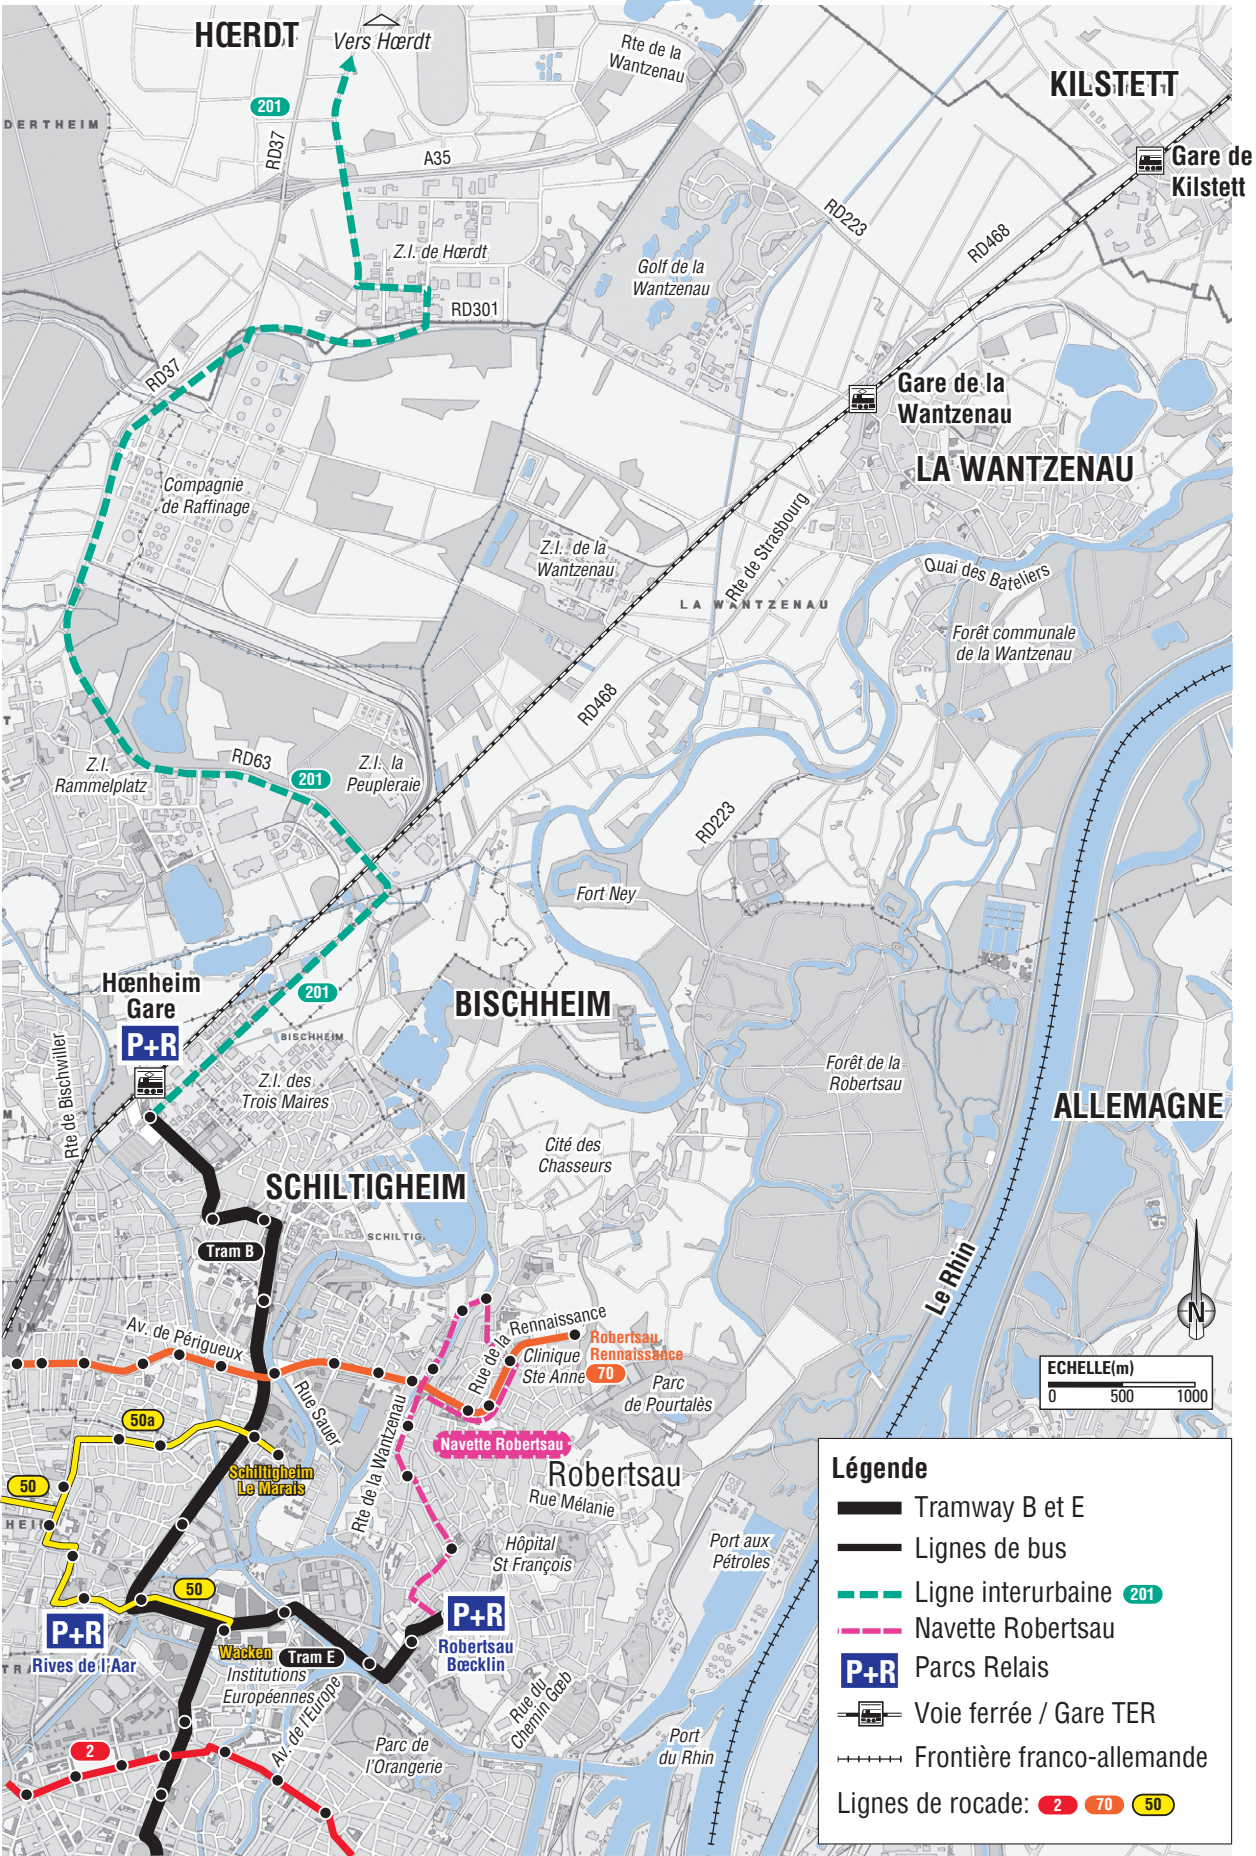 HŒRDT
Vers Hœrdt
Rte de la
Wantzenau
KILSTETT
201
DERTHEIM
RD37
A35
Gare de
Kilstett
RD223
RD468
Z.I. de Hœrdt
Golf de la
Wantzenau
RD301
RD37
Gare de la
Wantzenau
LA WANTZENAU
Compagnie
de Raffinage
Z.I. de la
Wantzenau
Rte de Strasbourg
Quai des Bateliers
LA WANTZENAU
Forêt communale
de la Wantzenau
RD468
T
Z.I.
Rammelplatz
RD63
201
Z.I. la
Peupleraie
RD223
Fort Ney
Hœnheim
Gare
P+R
201
BISCHHEIM
BISCHHEIM
Rte de Bischwiller
Z.I. des
Trois Maires
Forêt de la
Robertsau
M
ALLEMAGNE
Cité des
Chasseurs
SCHILTIGHEIM
SCHILTIG
Tram B
Le Rhin
N
EIM
Av. de Périgueux
Rue de la Rennaissance
Robertsau
Rennaissance
70
Clinique
Ste Anne
Parc
de Pourtalès
ECHELLE(m)
0 500 1000
Rue Sauer
Rte de la Wantzenau
50a
Navette Robertsau
Schiltigheim
Le Marais
50
HEI
Robertsau
Rue Mélanie
Hôpital
St François
Port aux
Pétroles
50
P+R
Rives de l'Aar
TRA
Wacken
Tram E
P+R
Robertsau
Bœcklin
Institutions
Européennes
Av. de l'Europe
Rue du
Chemin Gœb
2
Parc de
l'Orangerie
Port
du Rhin
Légende
Tramway B et E
Lignes de bus
Ligne interurbaine 201
Navette Robertsau
P+R Parcs Relais
Voie ferrée / Gare TER
Frontière franco-allemande
Lignes de rocade: 2 70 50